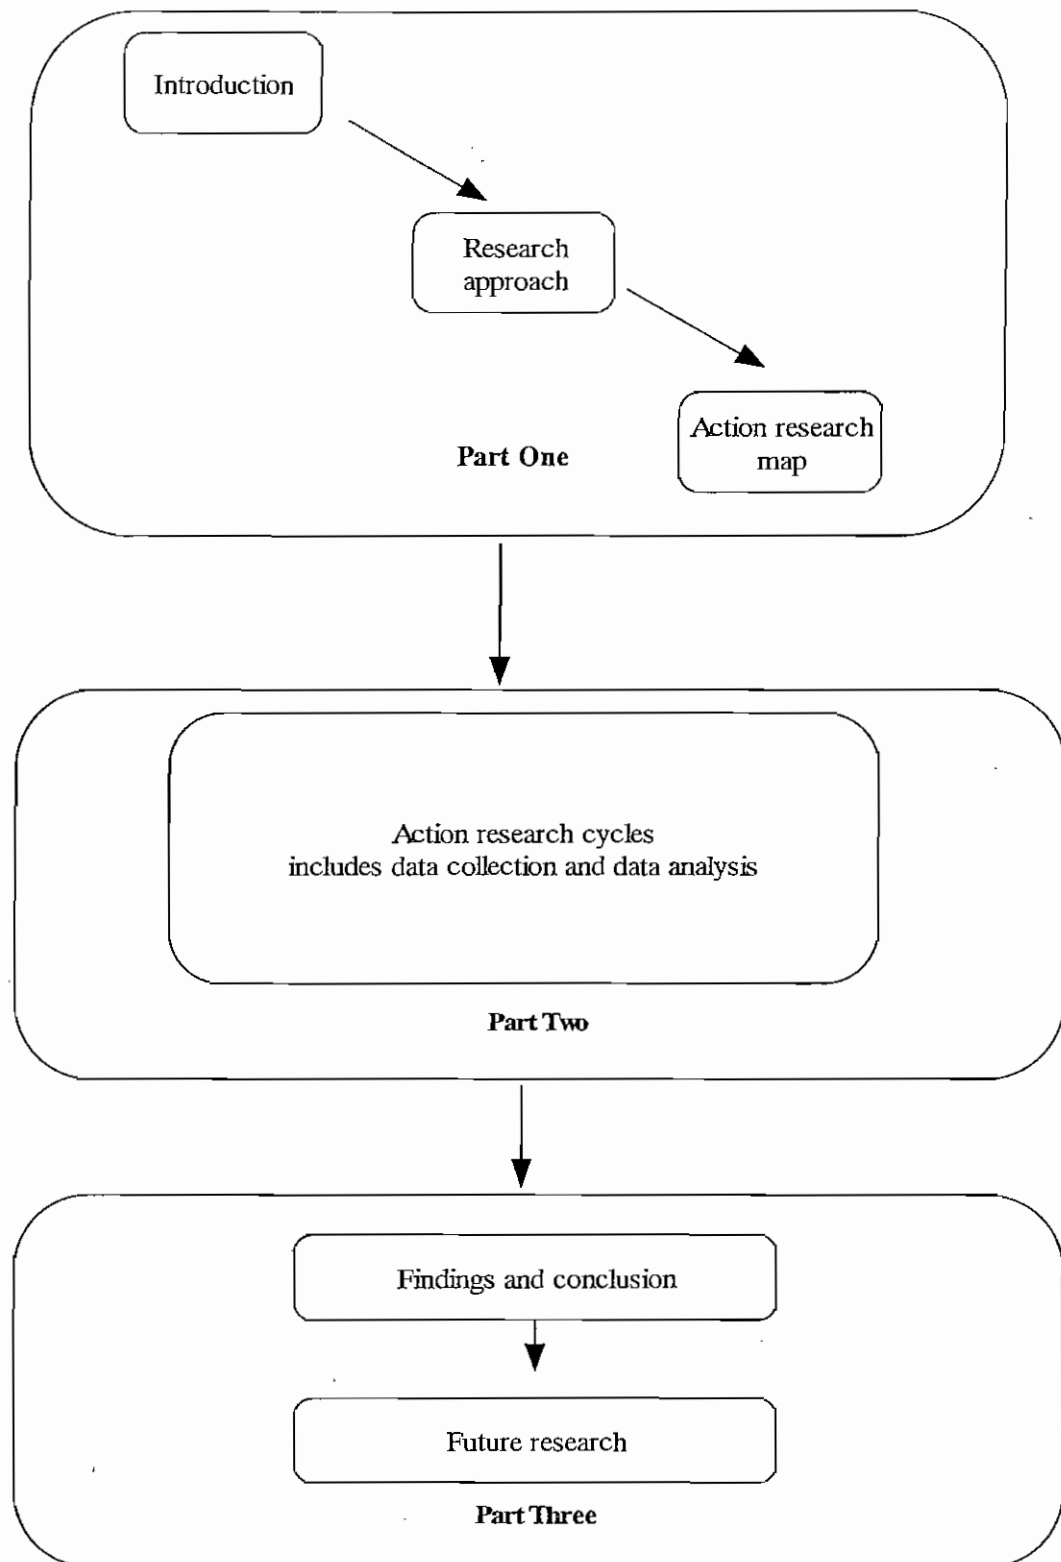 Introduction
Research
approach
Action research
map
Part One
Action research cycles
includes data collection and data analysis
Part Two
Findings and conclusion
Future research
Part Three